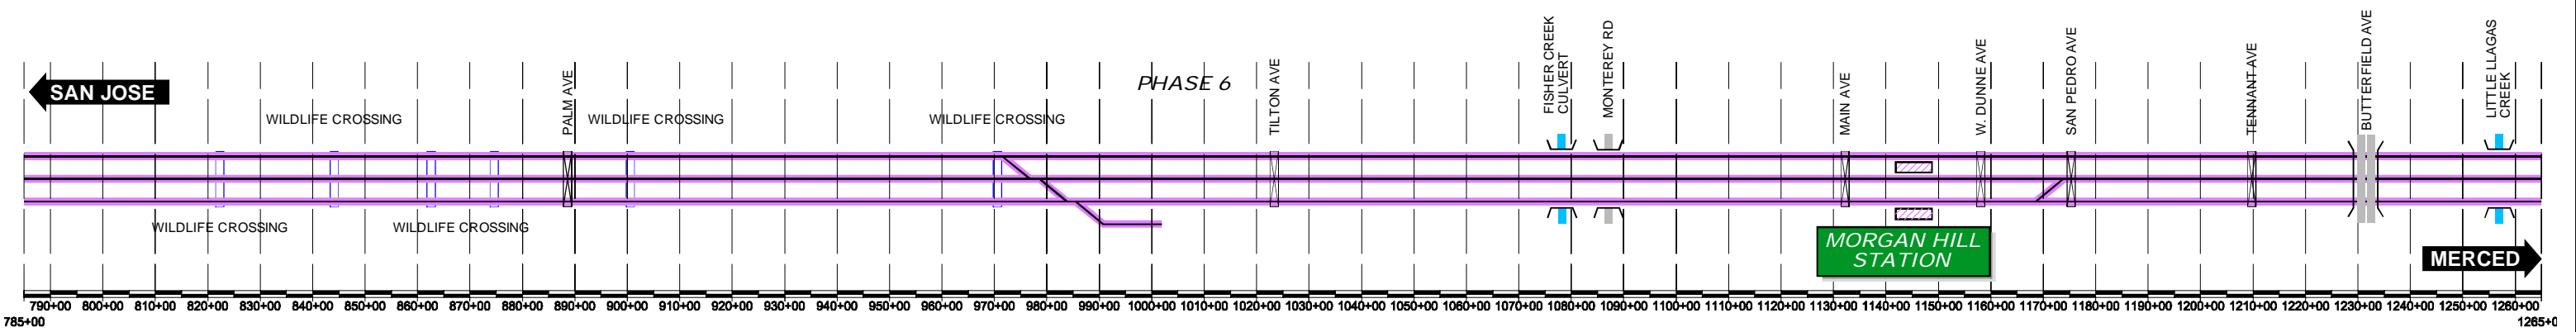 FISHER CREEK
CULVERT
MONTEREY RD
BUTTERFIELD AVE
LITTLE LLAGAS
CREEK
SAN PEDRO AVE
W. DUNNE AVE
TENNANT AVE
TILTON AVE
PALM AVE
MAIN AVE
PHASE 6
SAN JOSE
WILDLIFE CROSSING
WILDLIFE CROSSING
WILDLIFE CROSSING
WILDLIFE CROSSING
WILDLIFE CROSSING
MORGAN HILL
STATION
MERCED
790+00 800+00 810+00 820+00 830+00 840+00 850+00 860+00 870+00 880+00 890+00 900+00 910+00 920+00 930+00 940+00 950+00 960+00 970+00 980+00 990+00 1000+00 1010+00 1020+00 1030+00 1040+00 1050+00 1060+00 1070+00 1080+00 1090+00 1100+00 1110+00 1120+00 1130+00 1140+00 1150+00 1160+00 1170+00 1180+00 1190+00 1200+00 1210+00 1220+00 1230+00 1240+00 1250+00 1260+00
785+00
1265+0